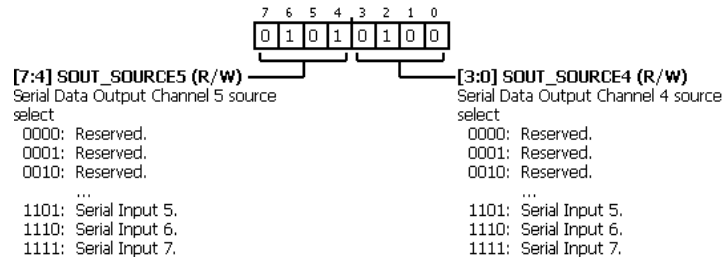 7 6 5 4 3 2 1 0
0 1 0 1 0 1 0 0
[7:4] SOUT_SOURCE5 (R/W)
Serial Data Output Channel 5 source
select
0000: Reserved.
0001: Reserved.
0010: Reserved.
...
1101: Serial Input 5.
1110: Serial Input 6.
1111: Serial Input 7.
[3:0] SOUT_SOURCE4 (R/W)
Serial Data Output Channel 4 source
select
0000: Reserved.
0001: Reserved.
0010: Reserved.
...
1101: Serial Input 5.
1110: Serial Input 6.
1111: Serial Input 7.